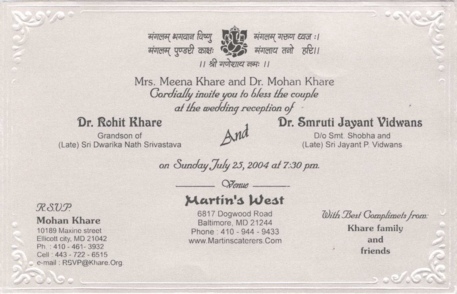 मंगलम् भगवान विष्णु
मंगलम् गरूण ध्वज ।
मंगलम् पुण्डरी काक्षः
मंगलाय तनो हरि।।
।। श्री गणेशाय नमः ।।
Mrs. Meena Khare and Dr. Mohan Khare
Cordially invite you to bless the couple
at the wedding reception of
Dr. Rohit Khare
Grandson of
(Late) Sri Dwarika Nath Srivastava
And
Dr. Smruti Jayant Vidwans
D/o Smt. Shobha and
(Late) Sri Jayant P. Vidwans
on Sunday July 25, 2004 at 7:30 pm.
Venue
Martin's West
6817 Dogwood Road
Baltimore, MD 21244
Phone : 410 - 944 - 9433
www.Martinscaterers.Com
RSVP
Mohan Khare
10189 Maxine street
Ellicott city, MD 21042
Ph : 410 - 461- 3932
Cell : 443 - 722 - 6515
e-mail : RSVP@Khare.Org.
With Best Compliments from:
Khare family
and
friends